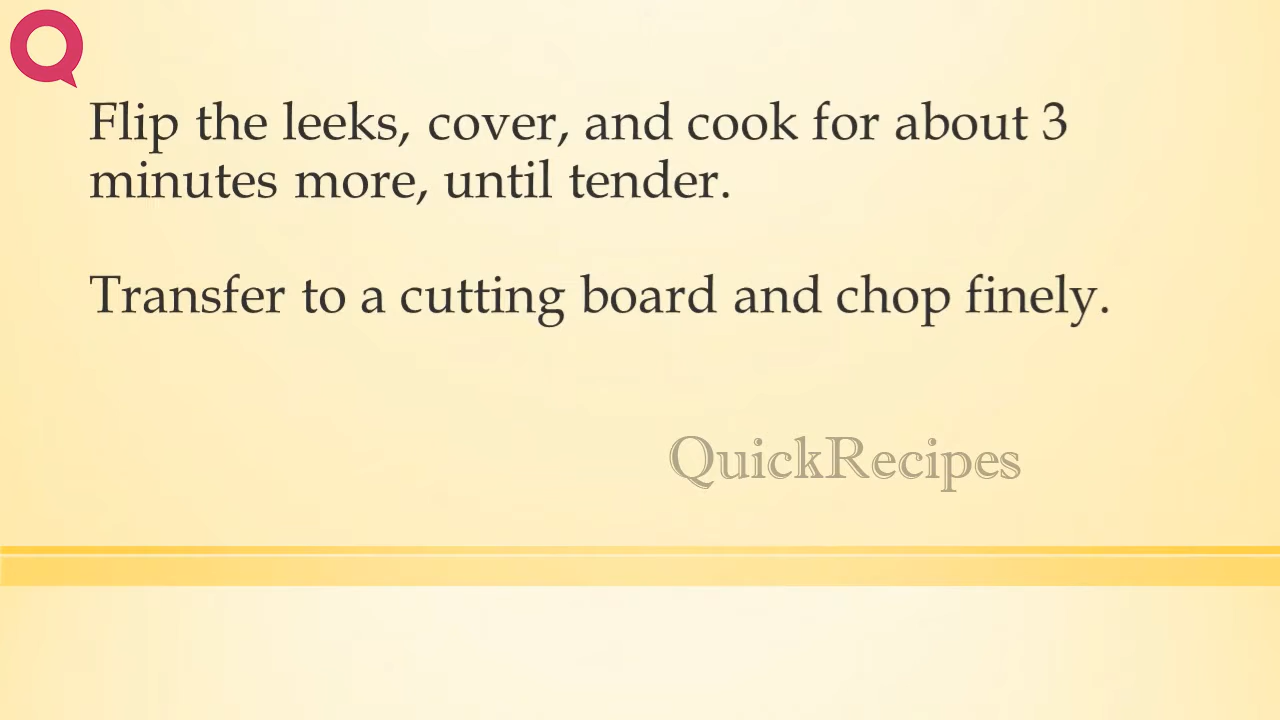 Flip the leeks, cover, and cook for about 3
minutes more, until tender.
Transfer to a cutting board and chop finely.
QuickRecipes